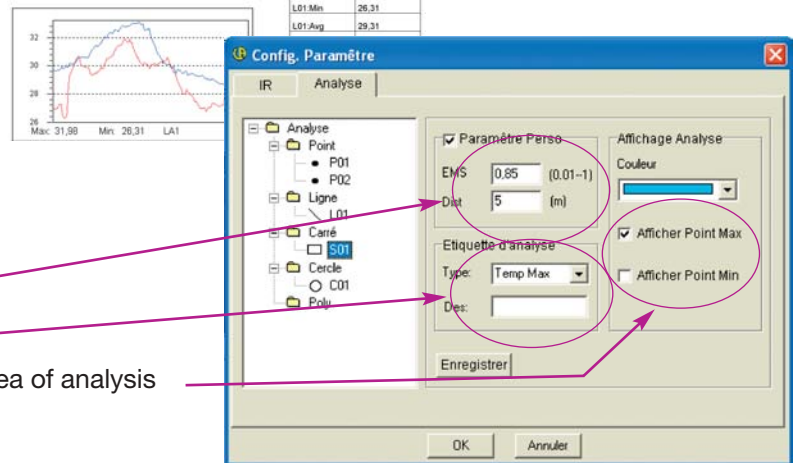 L01:Min 26,31
L01:Avg 29,31
32
30
28
26
Max: 31,98 Min: 26,31 LA1
Config. Paramêtre
IR Analyse
Analyse
Point
P01
P02
Ligne
L01
Carré
S01
Cercle
C01
Poly
Paramêtre Perso
EMS 0,85 (0.01--1)
Dist 5 (m)
Etiquette d'analyse
Type: Temp Max
Des:
Enregistrer
Affichage Analyse
Couleur
Afficher Point Max
Afficher Point Min
ea of analysis
OK Annuler